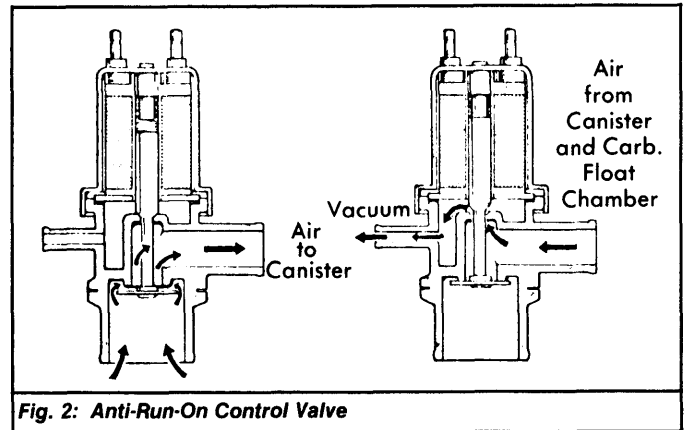 Air
to
Canister
Vacuum
Air
from
Canister
and Carb.
Float
Chamber
Fig. 2: Anti-Run-On Control Valve